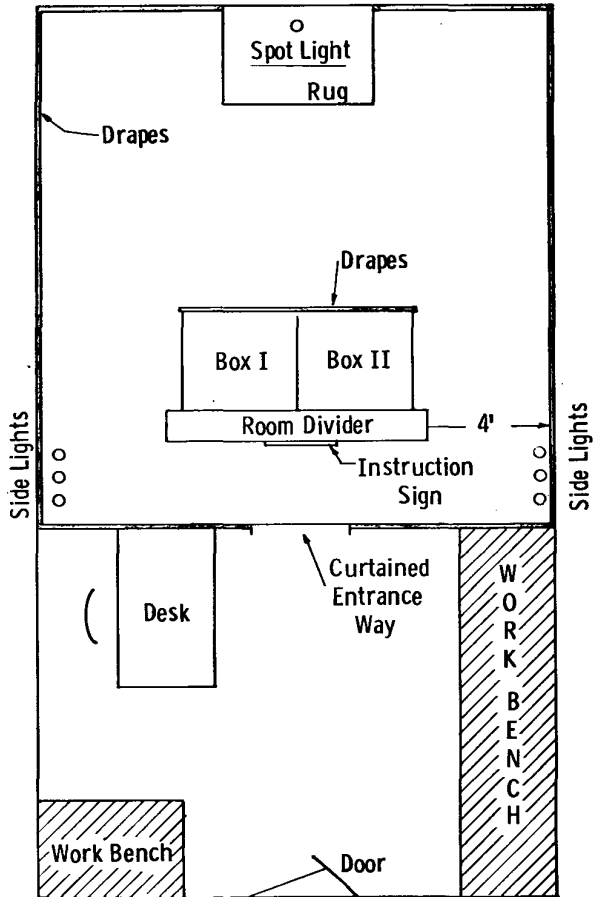 Spot Light
Rug
Drapes
Drapes
Box I
Box II
Room Divider
4'
Instruction
Sign
Side Lights
Side Lights
Curtained
Entrance
Way
Desk
WORK BENCH
Work Bench
Door